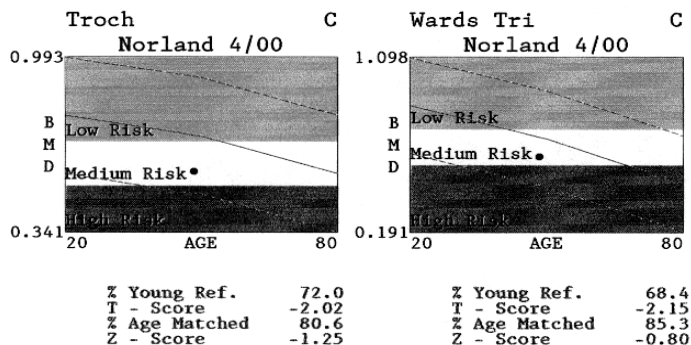 Troch C
Norland 4/00
0.993
B
M
D
Low Risk
Medium Risk
High Risk
0.341
20 AGE 80
% Young Ref. 72.0
T - Score -2.02
% Age Matched 80.6
Z - Score -1.25
Wards Tri C
Norland 4/00
1.098
B
M
D
Low Risk
Medium Risk
High Risk
0.191
20 AGE 80
% Young Ref. 68.4
T - Score -2.15
% Age Matched 85.3
Z - Score -0.80